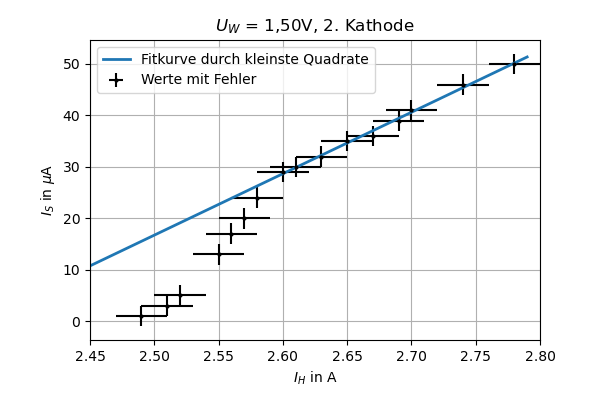 U_W = 1,50V, 2. Kathode
Fitkurve durch kleinste Quadrate
Werte mit Fehler
50
40
30
20
10
0
I_S in μA
2.45 2.50 2.55 2.60 2.65 2.70 2.75 2.80
I_H in A